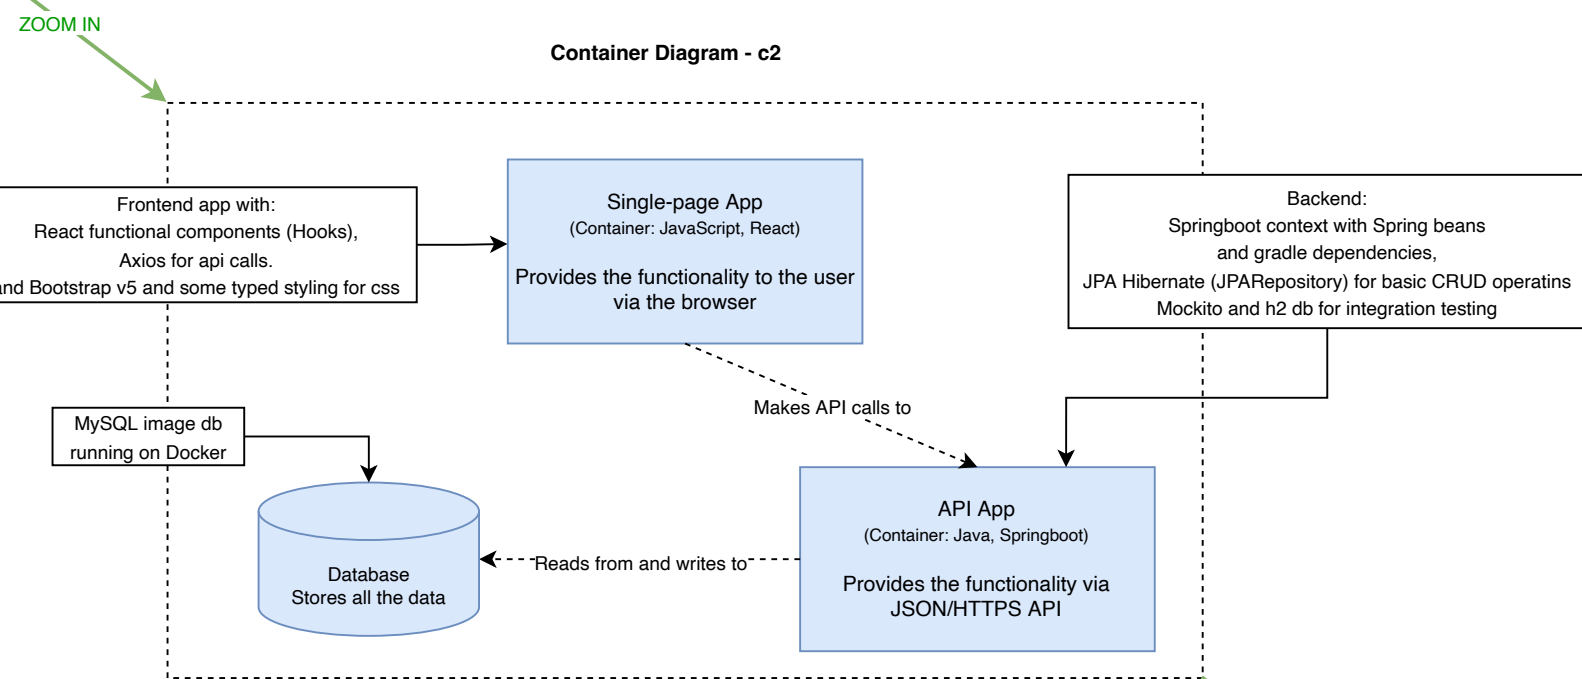 ZOOM IN
Container Diagram - c2
Frontend app with:
React functional components (Hooks),
Axios for api calls.
and Bootstrap v5 and some typed styling for css
Single-page App
(Container: JavaScript, React)
Provides the functionality to the user
via the browser
Backend:
Springboot context with Spring beans
and gradle dependencies,
JPA Hibernate (JPARepository) for basic CRUD operatins
Mockito and h2 db for integration testing
Makes API calls to
MySQL image db
running on Docker
Database
Stores all the data
Reads from and writes to
API App
(Container: Java, Springboot)
Provides the functionality via
JSON/HTTPS API